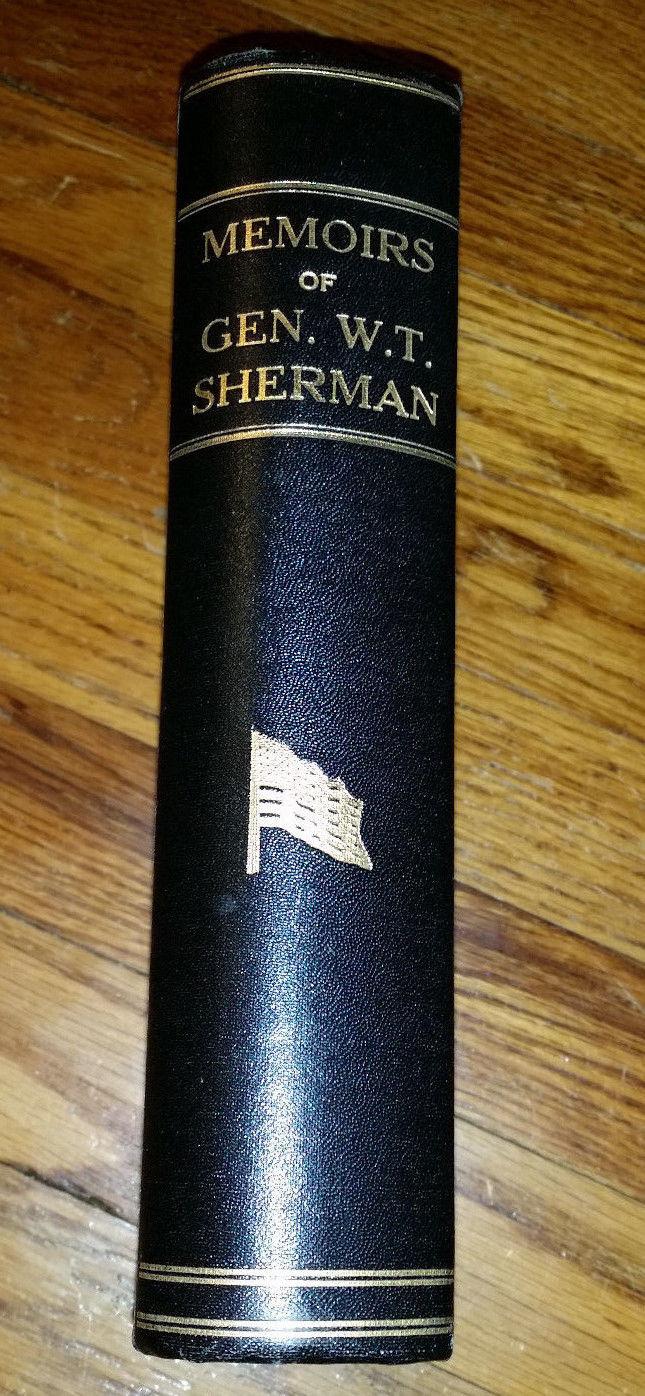 MEMOIRS
OF
GEN. W.T.
SHERMAN